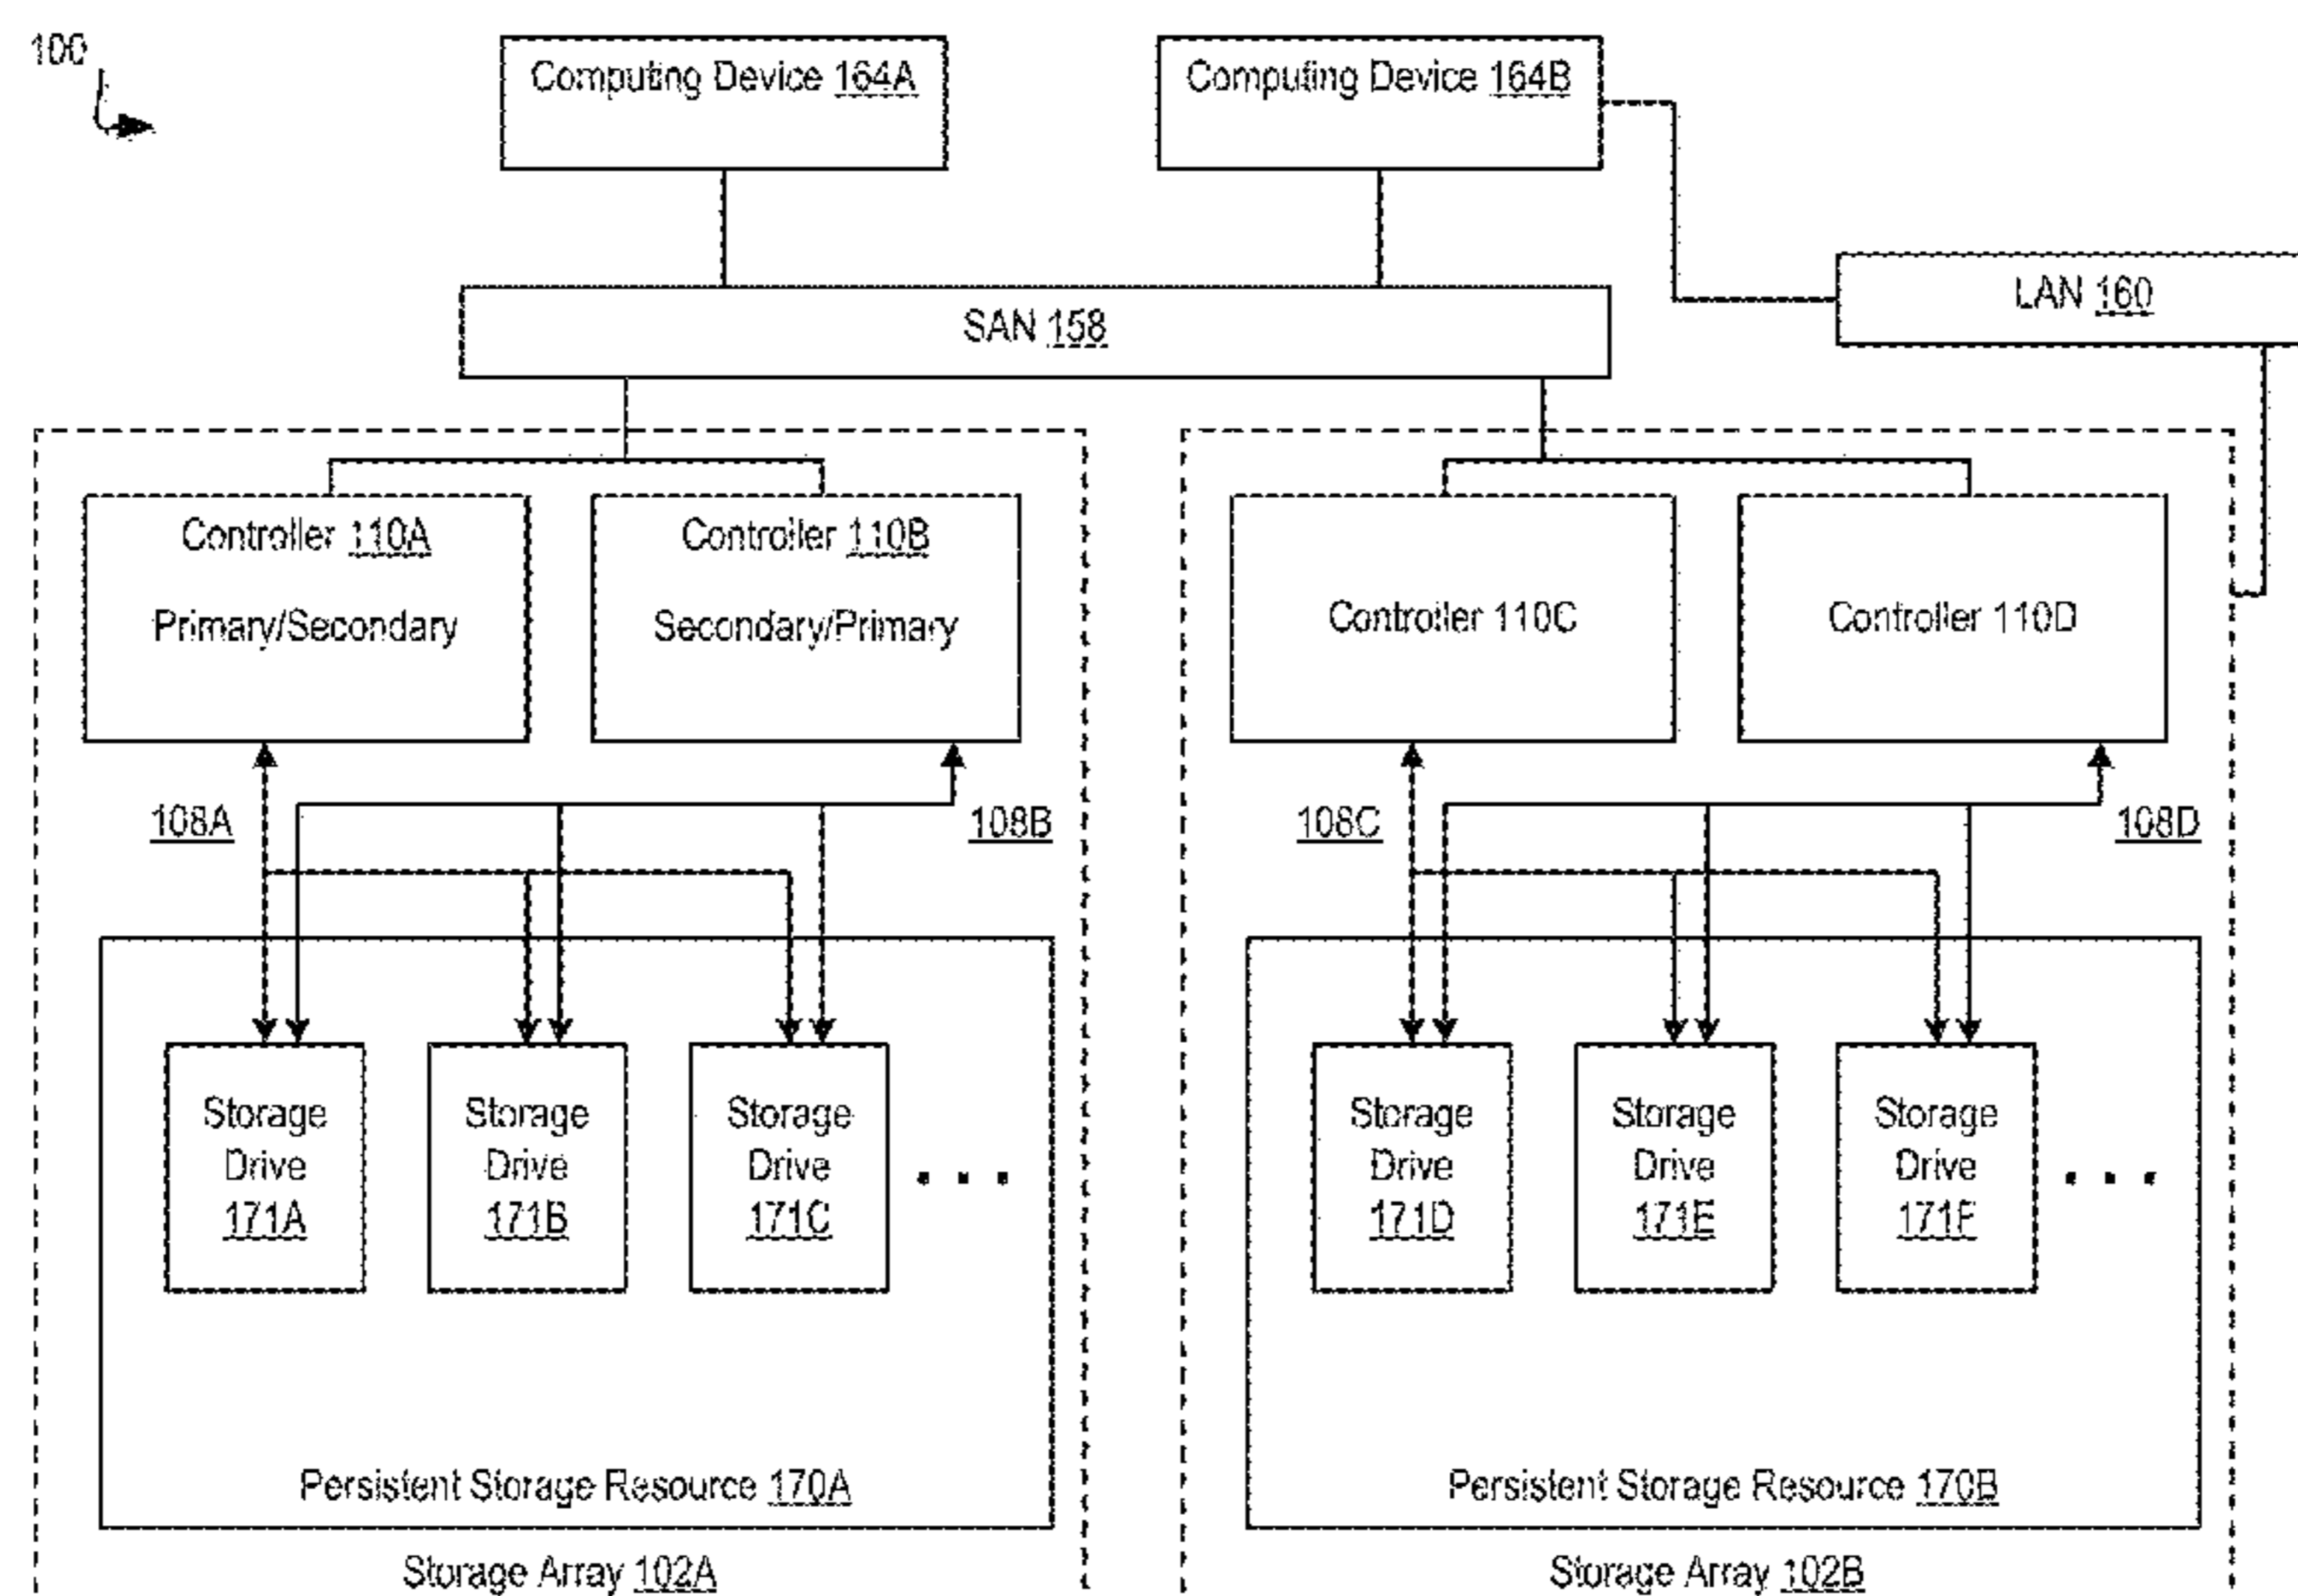 100
Computing Device 164A
Computing Device 164B
LAN 160
SAN 158
Controller 110A
Primary/Secondary
Controller 110B
Secondary/Primary
Controller 110C
Controller 110D
108A
108B
108C
108D
Storage
Drive
171A
Storage
Drive
171B
Storage
Drive
171C
. . .
Storage
Drive
171D
Storage
Drive
171E
Storage
Drive
171F
. . .
Persistent Storage Resource 170A
Persistent Storage Resource 170B
Storage Array 102A
Storage Array 102B